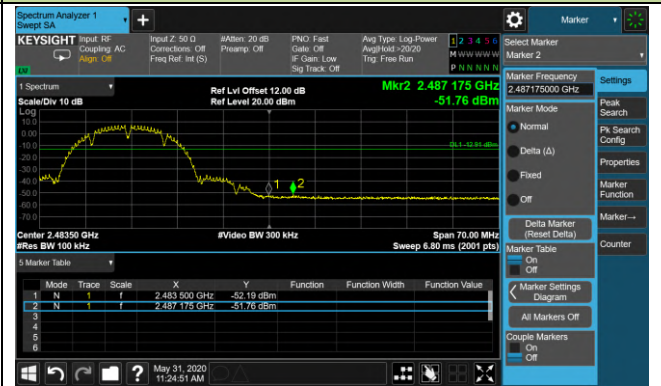 Spectrum Analyzer 1
Swept SA
+
Marker
KEYSIGHT
Input: RF
Coupling: AC
Align: Off
Input Z: 50 Ω
Corrections: Off
Freq Ref: Int (S)
#Atten: 20 dB
Preamp: Off
PNO: Fast
Gate: Off
IF Gain: Low
Sig Track: Off
Avg Type: Log-Power
Avg|Hold:>20/20
Trig: Free Run
1 2 3 4 5 6
M W W W W W
P N N N N N
LXI
Select Marker
Marker 2
1 Spectrum
Scale/Div 10 dB
Ref Lvl Offset 12.00 dB
Ref Level 20.00 dBm
Mkr2 2.487 175 GHz
-51.76 dBm
Log
10.0
0.00
-10.0
-20.0
-30.0
-40.0
-50.0
-60.0
-70.0
DL1 -12.91 dBm
1
2
Center 2.48350 GHz
#Res BW 100 kHz
#Video BW 300 kHz
Span 70.00 MHz
Sweep 6.80 ms (2001 pts)
5 Marker Table
Mode Trace Scale X Y Function Function Width Function Value
1 N 1 f 2.483 500 GHz -52.19 dBm
2 N 1 f 2.487 175 GHz -51.76 dBm
3
4
5
6
Marker Frequency
2.487175000 GHz
Marker Mode
Normal
Delta (Δ)
Fixed
Off
Delta Marker
(Reset Delta)
Marker Table
On
Off
Marker Settings
Diagram
All Markers Off
Couple Markers
On
Off
Settings
Peak
Search
Pk Search
Config
Properties
Marker
Function
Marker→
Counter
?
May 31, 2020
11:24:51 AM